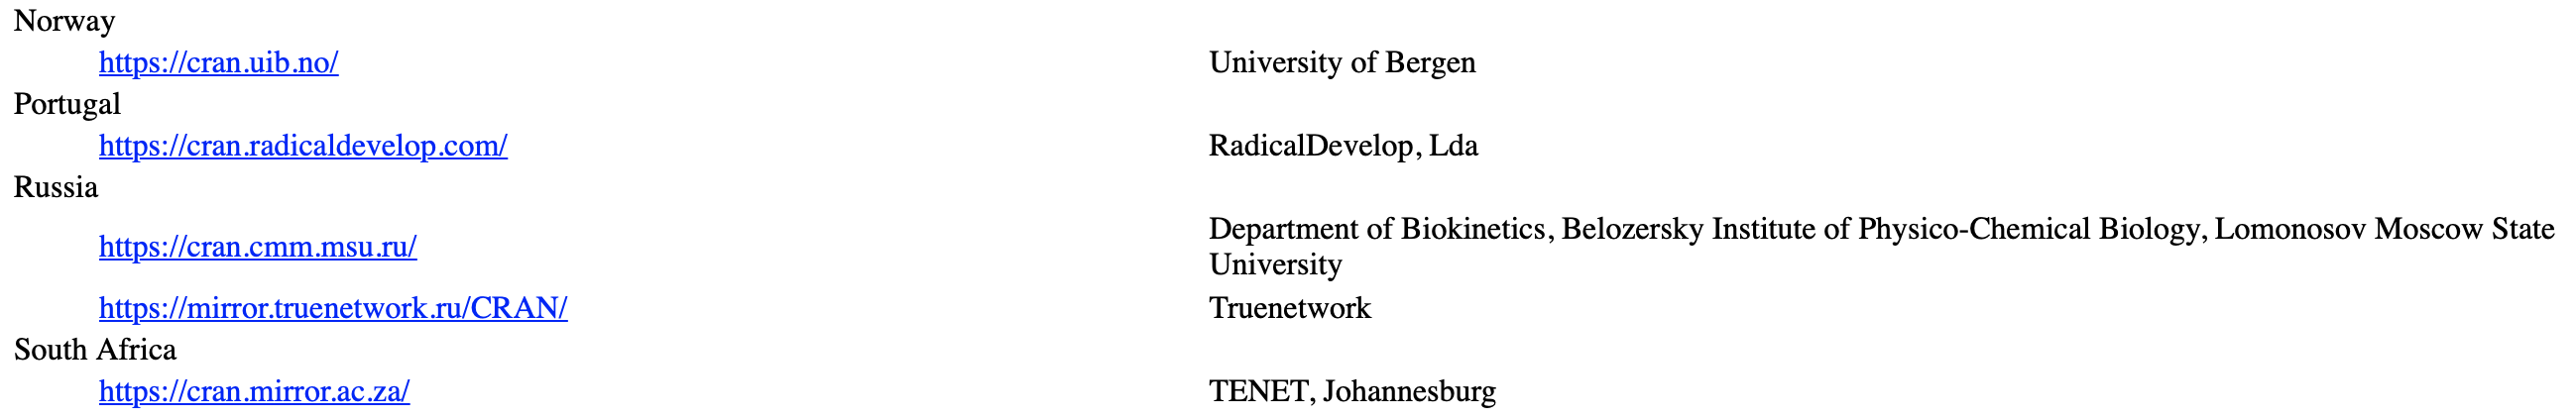 Norway
https://cran.uib.no/ University of Bergen
Portugal
https://cran.radicaldevelop.com/ RadicalDevelop, Lda
Russia
https://cran.cmm.msu.ru/ Department of Biokinetics, Belozersky Institute of Physico-Chemical Biology, Lomonosov Moscow State
University
https://mirror.truenetwork.ru/CRAN/ Truenetwork
South Africa
https://cran.mirror.ac.za/ TENET, Johannesburg